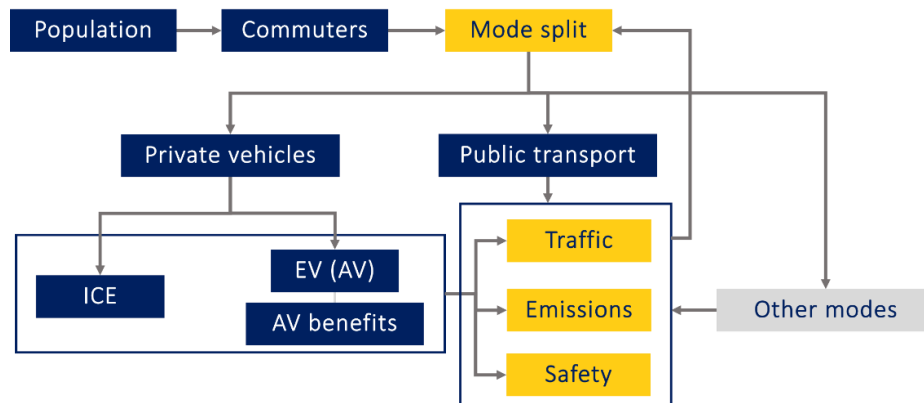 Population
Commuters
Mode split
Private vehicles
Public transport
Traffic
EV (AV)
ICE
AV benefits
Emissions
Other modes
Safety